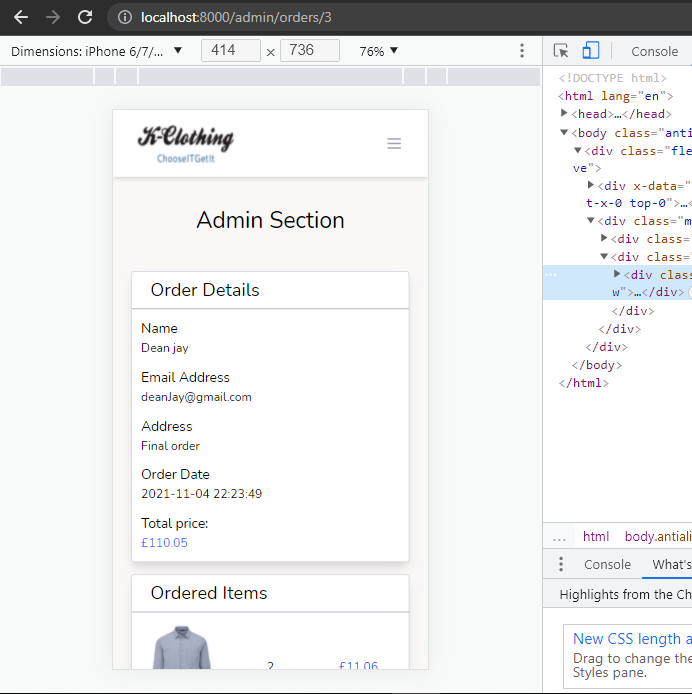 localhost:8000/admin/orders/3
Dimensions: iPhone 6/7/... ▼ 414 × 736 76% ▼
Console
<!DOCTYPE html>
<html lang="en">
▶<head>…</head>
▼<body class="anti
▼<div class="fle
ve">
▶<div x-data="
t-x-0 top-0">…<
▼<div class="m
▶<div class=
▼<div class=
… ▶<div class
w">…</div>
</div>
</div>
</div>
</body>
</html>
K-Clothing
ChooseITGetIt
Admin Section
Order Details
Name
Dean jay
Email Address
deanJay@gmail.com
Address
Final order
Order Date
2021-11-04 22:23:49
Total price:
£110.05
Ordered Items
2 £11.06
... html body.antiali
Console What's
Highlights from the Ch
New CSS length a
Drag to change the
Styles pane.